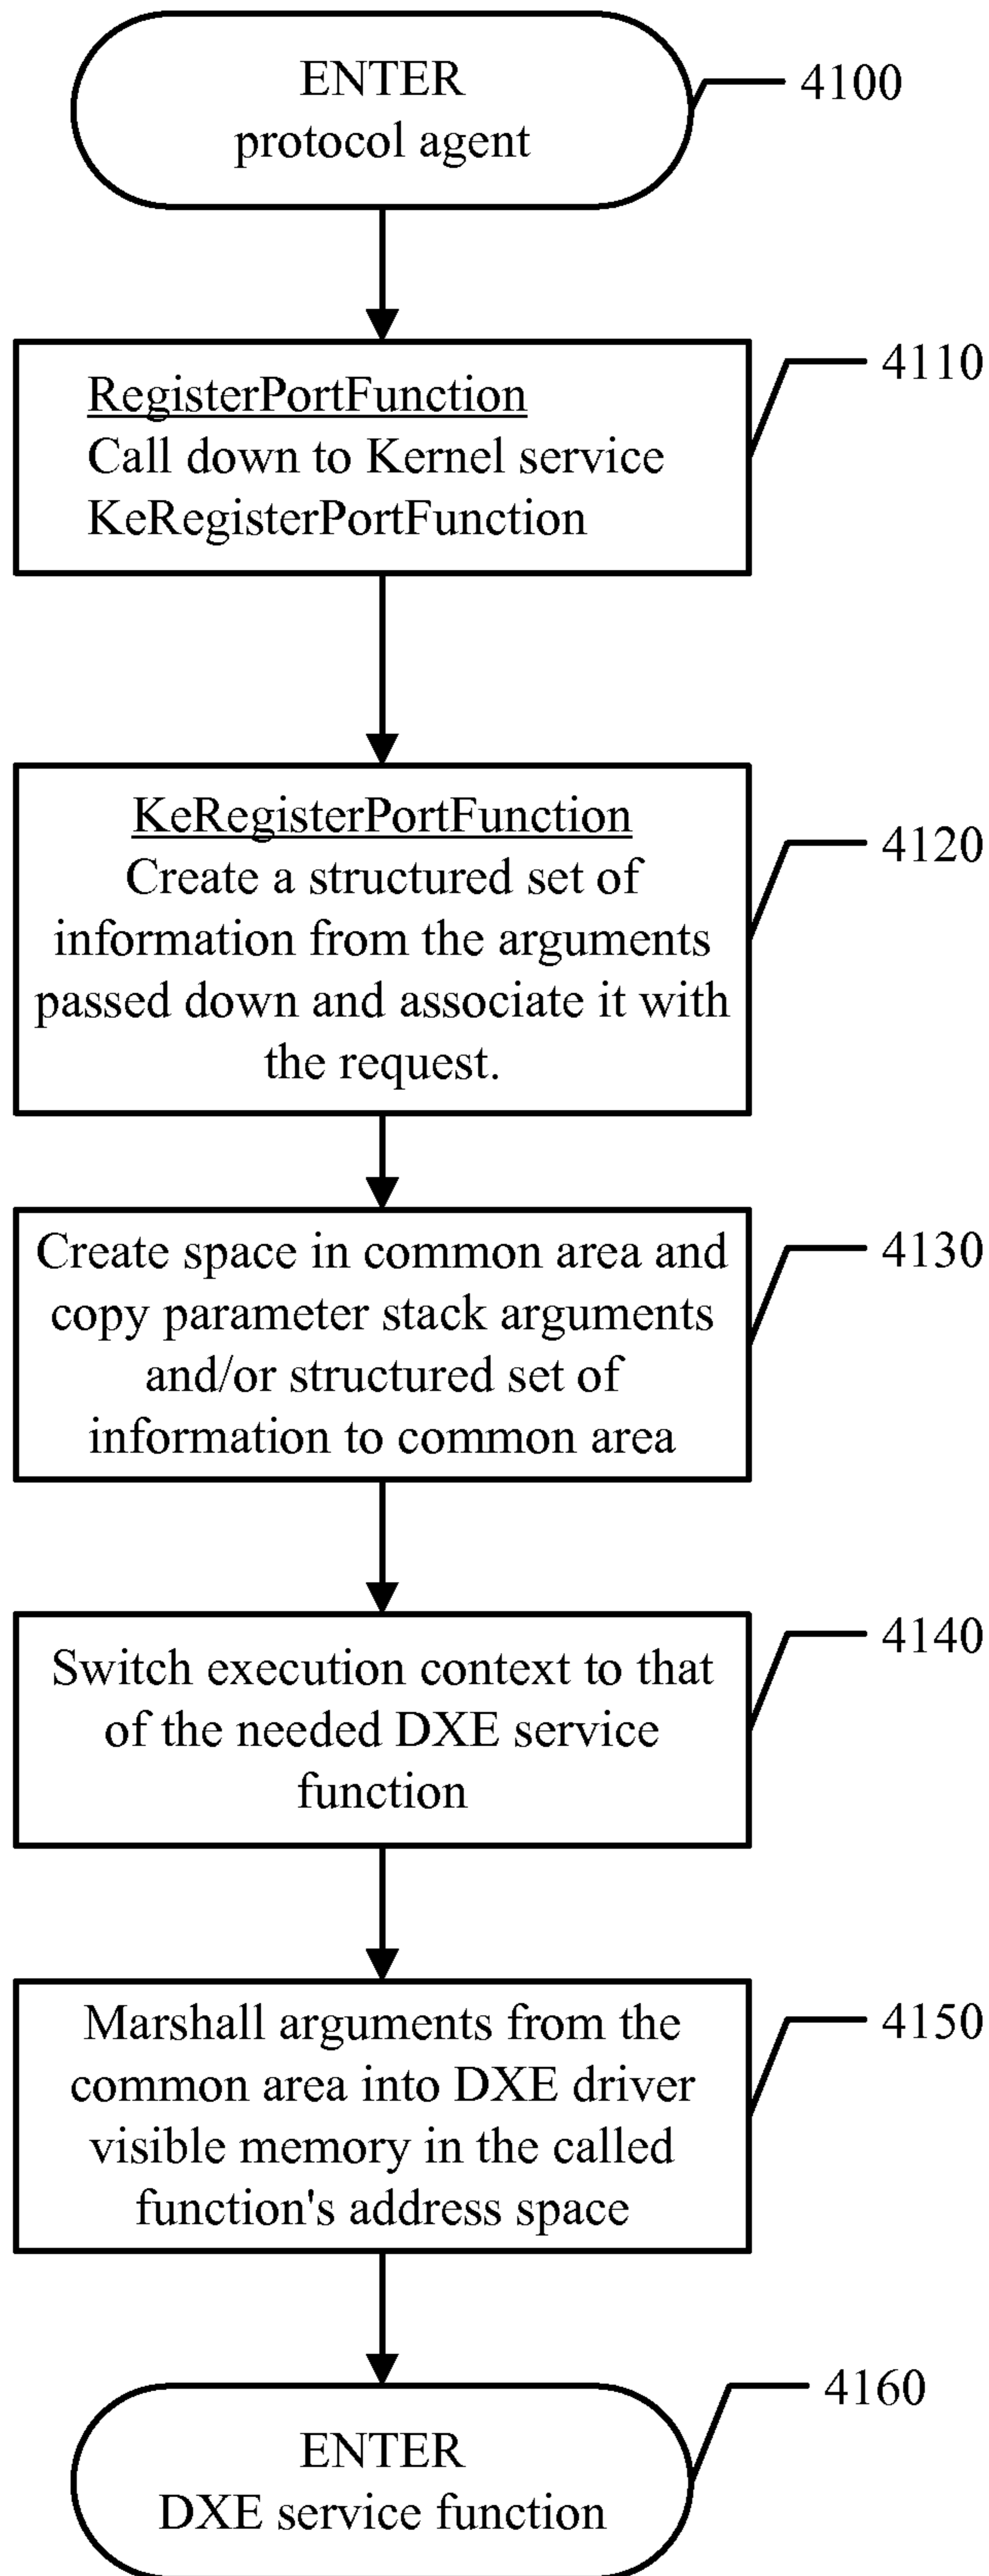 ENTER
protocol agent
4100
RegisterPortFunction
Call down to Kernel service
KeRegisterPortFunction
4110
KeRegisterPortFunction
Create a structured set of
information from the arguments
passed down and associate it with
the request.
4120
Create space in common area and
copy parameter stack arguments
and/or structured set of
information to common area
4130
Switch execution context to that
of the needed DXE service
function
4140
Marshall arguments from the
common area into DXE driver
visible memory in the called
function's address space
4150
ENTER
DXE service function
4160